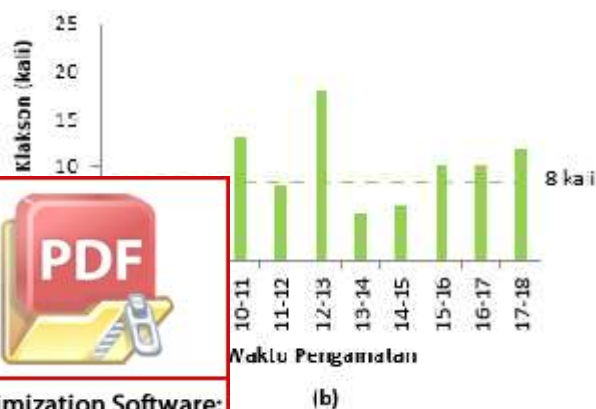 25
20
15
10
Klakson (kali)
8 kali
10-11
11-12
12-13
13-14
14-15
15-16
16-17
17-18
Waktu Pengamatan
(b)
PDF
imization Software: